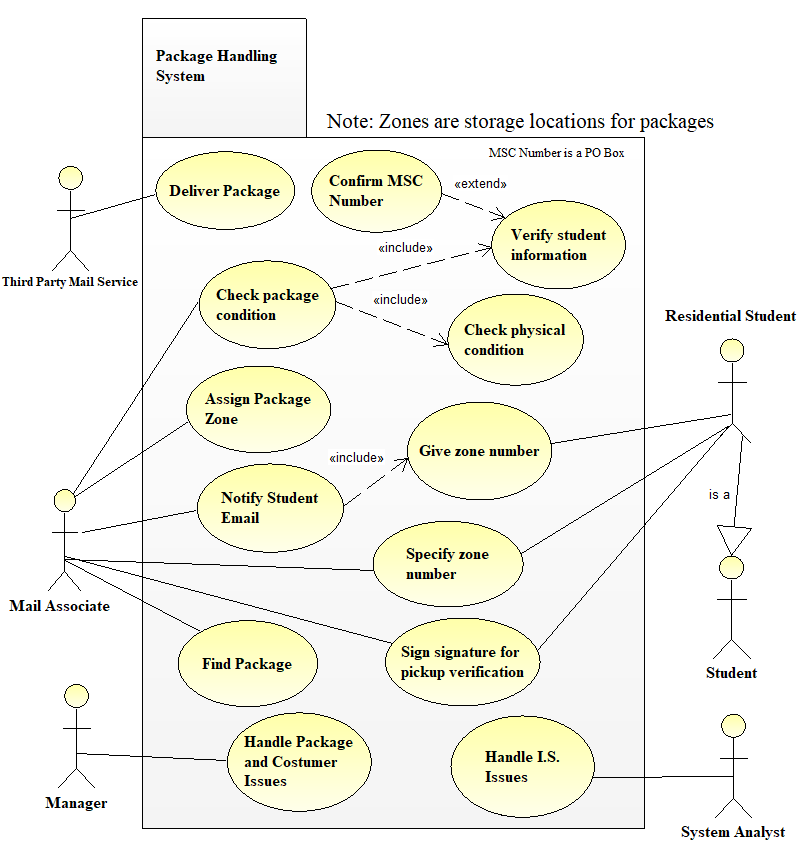 Package Handling
System
Note: Zones are storage locations for packages
MSC Number is a PO Box
Deliver Package
Confirm MSC
Number
«extend»
Verify student
information
Third Party Mail Service
«include»
Check package
condition
«include»
Check physical
condition
Residential Student
Assign Package
Zone
Give zone number
«include»
Notify Student
Email
is a
Specify zone
number
Mail Associate
Find Package
Sign signature for
pickup verification
Student
Handle Package
and Costumer
Issues
Handle I.S.
Issues
Manager
System Analyst